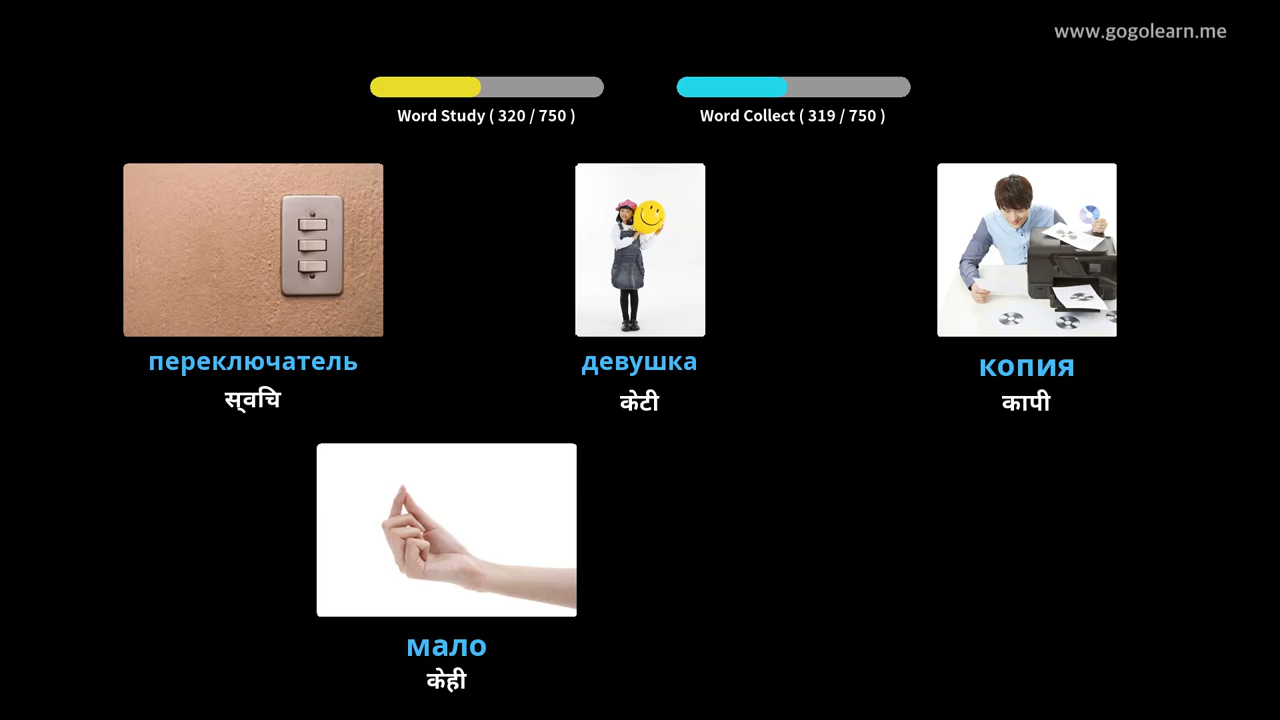 www.gogolearn.me
Word Study ( 320 / 750 )
Word Collect ( 319 / 750 )
переключатель
स्वचि
девушка
केटी
копия
कापी
мало
केही